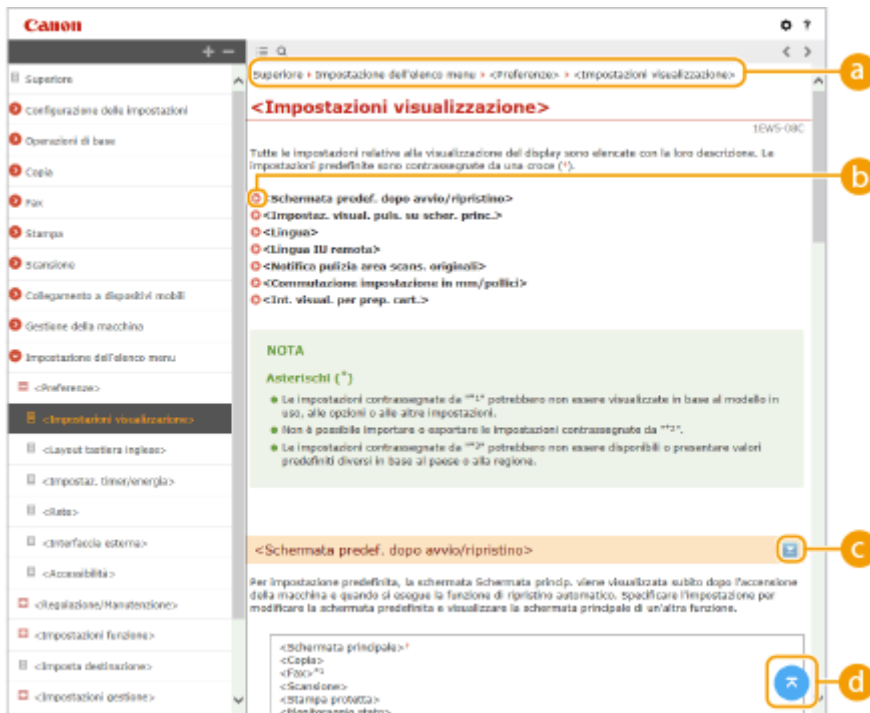 Canon
Superiore
Configurazione delle impostazioni
Operazioni di base
Copia
Fax
Stampa
Scansione
Collegamento a dispositivi mobili
Gestione della macchina
Impostazione dell'elenco menu
<Preferenze>
<Impostazioni visualizzazione>
<Layout tastiera inglese>
<Impostaz. timer/energia>
<Rete>
<Interfaccia esterna>
<Accessibilità>
<Regolazione/Manutenzione>
<Impostazioni funzione>
<Imposta destinazione>
<Impostazioni gestione>
Superiore › Impostazione dell'elenco menu › <Preferenze> › <Impostazioni visualizzazione>
a
<Impostazioni visualizzazione>
1EW5-08C
Tutte le impostazioni relative alla visualizzazione del display sono elencate con la loro descrizione. Le
impostazioni predefinite sono contrassegnate da una croce (†).
b
<Schermata predef. dopo avvio/ripristino>
<Impostaz. visual. puls. su scher. princ.>
<Lingua>
<Lingua IU remota>
<Notifica pulizia area scans. originali>
<Commutazione impostazione in mm/pollici>
<Int. visual. per prep. cart.>
NOTA
Asterischi (*)
Le impostazioni contrassegnate da "*1" potrebbero non essere visualizzate in base al modello in
uso, alle opzioni o alle altre impostazioni.
Non è possibile importare o esportare le impostazioni contrassegnate da "*2".
Le impostazioni contrassegnate da "*3" potrebbero non essere disponibili o presentare valori
predefiniti diversi in base al paese o alla regione.
<Schermata predef. dopo avvio/ripristino>
c
Per impostazione predefinita, la schermata Schermata princip. viene visualizzata subito dopo l'accensione
della macchina e quando si esegue la funzione di ripristino automatico. Specificare l'impostazione per
modificare la schermata predefinita e visualizzare la schermata principale di un'altra funzione.
<Schermata principale>†
<Copia>
<Fax>*1
<Scansione>
<Stampa protetta>
<Monitoraggio stato>
d